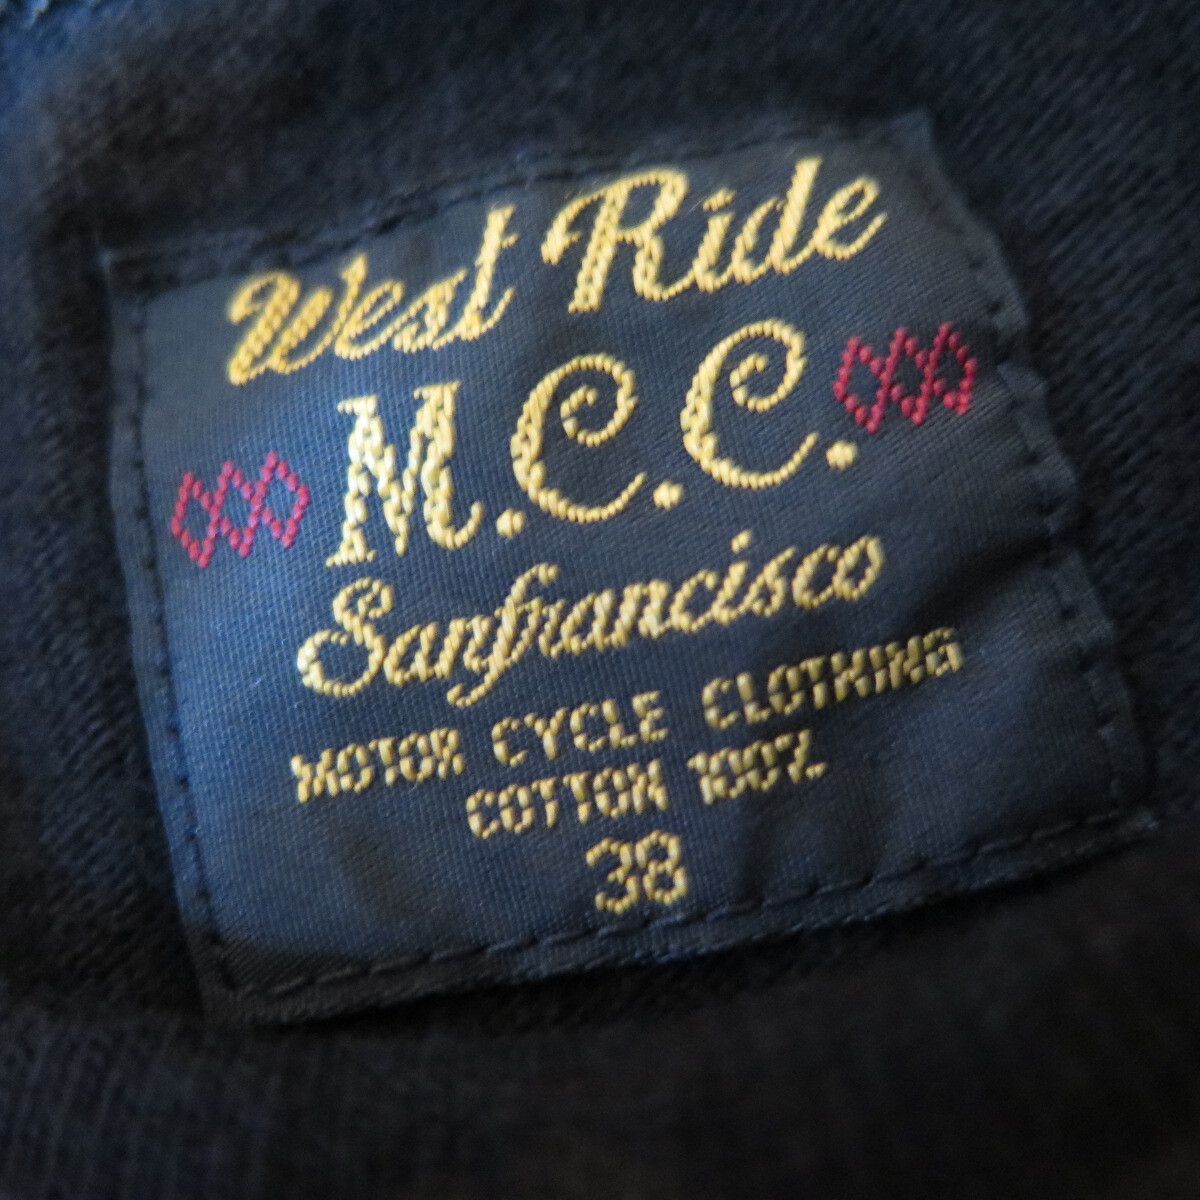 West Ride
M.C.C.
Sanfrancisco
MOTOR CYCLE CLOTHING
COTTON 100%
38